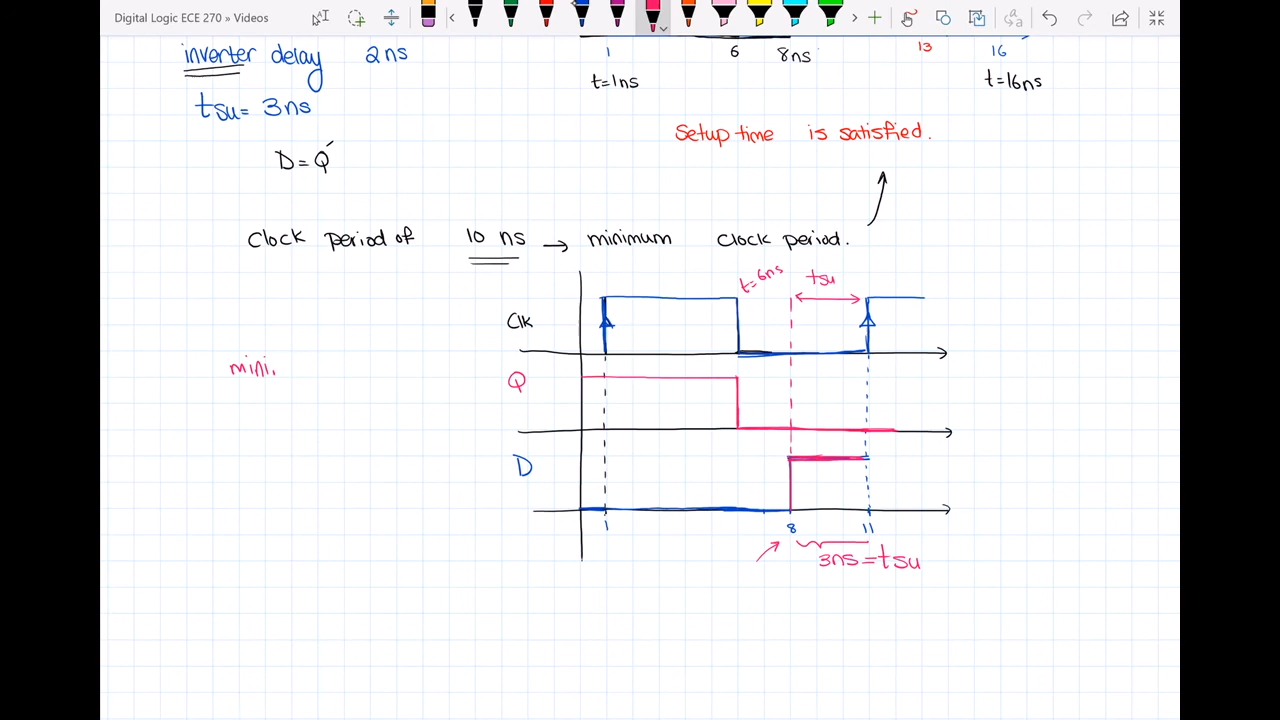 Digital Logic ECE 270 » Videos
inverter delay 2ns
1 6 8ns 13 16
t=1ns t=16ns
tsu= 3ns
Setup time is satisfied.
D=Q'
Clock period of 10 ns → minimum clock period.
t=6ns tsu
Clk
mini.
Q
D
1 8 11
3ns=tsu